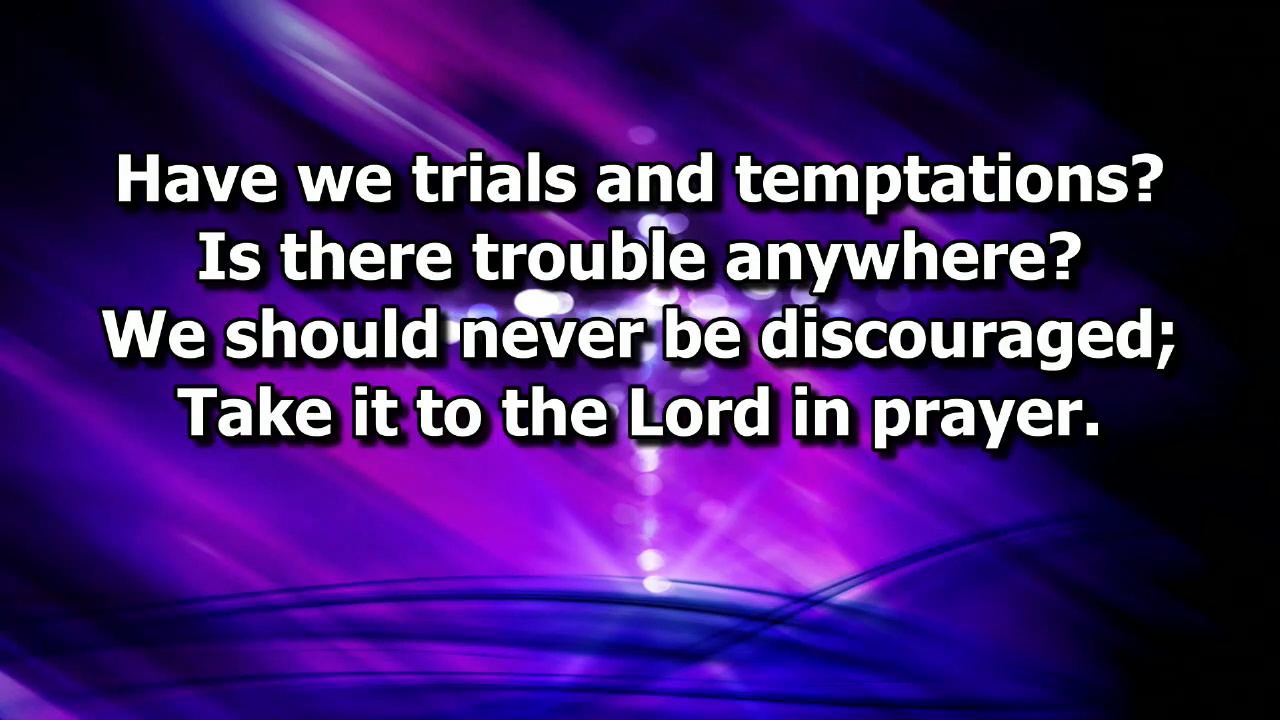 Have we trials and temptations?
Is there trouble anywhere?
We should never be discouraged;
Take it to the Lord in prayer.